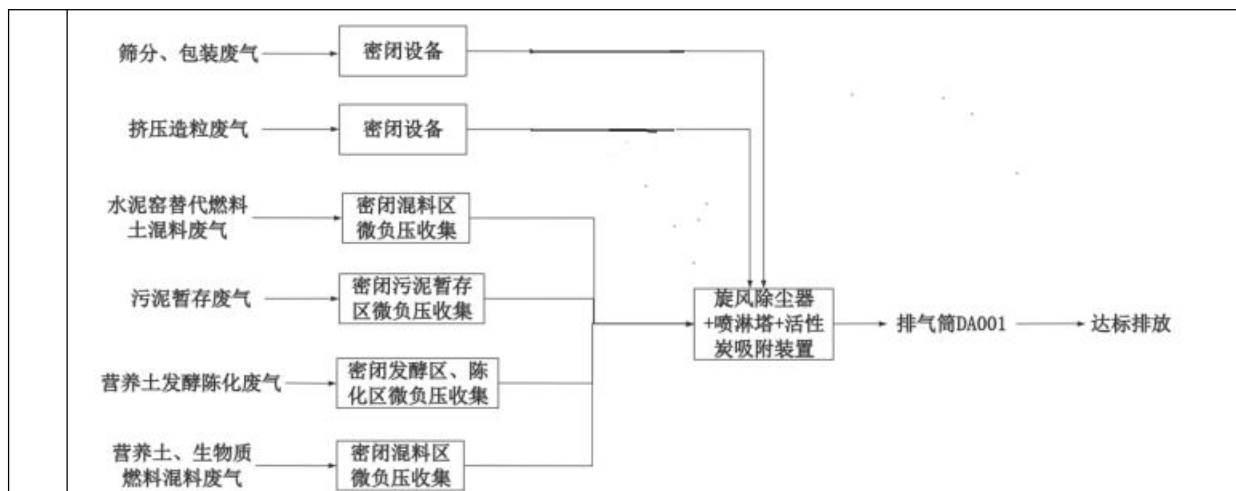 筛分、包装废气
密闭设备
挤压造粒废气
密闭设备
水泥窑替代燃料
土混料废气
密闭混料区
微负压收集
污泥暂存废气
密闭污泥暂存
区微负压收集
营养土发酵陈化废气
密闭发酵区、陈
化区微负压收集
营养土、生物质
燃料混料废气
密闭混料区
微负压收集
旋风除尘器
+喷淋塔+活性
炭吸附装置
排气筒DA001
达标排放